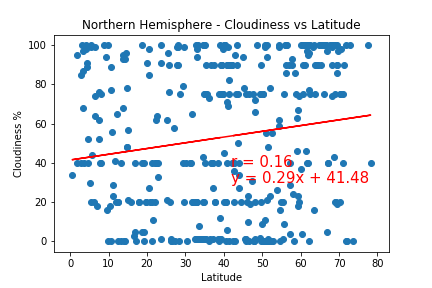 Northern Hemisphere - Cloudiness vs Latitude
100
80
60
40
20
0
Cloudiness %
r = 0.16
y = 0.29x + 41.48
0 10 20 30 40 50 60 70 80
Latitude